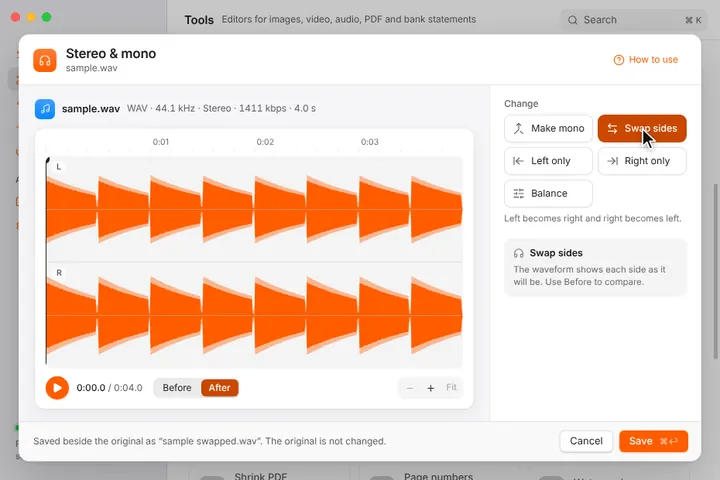 Tools Editors for images, video, audio, PDF and bank statements
Search ⌘ K
Stereo & mono
sample.wav
How to use
sample.wav WAV · 44.1 kHz · Stereo · 1411 kbps · 4.0 s
0:01 0:02 0:03
L
R
0:00.0 / 0:04.0
Before After
− + Fit
Change
Make mono Swap sides
Left only Right only
Balance
Left becomes right and right becomes left.
Swap sides
The waveform shows each side as it
will be. Use Before to compare.
Saved beside the original as “sample swapped.wav”. The original is not changed.
Cancel Save ⌘↩
Shrink PDF Page numbers